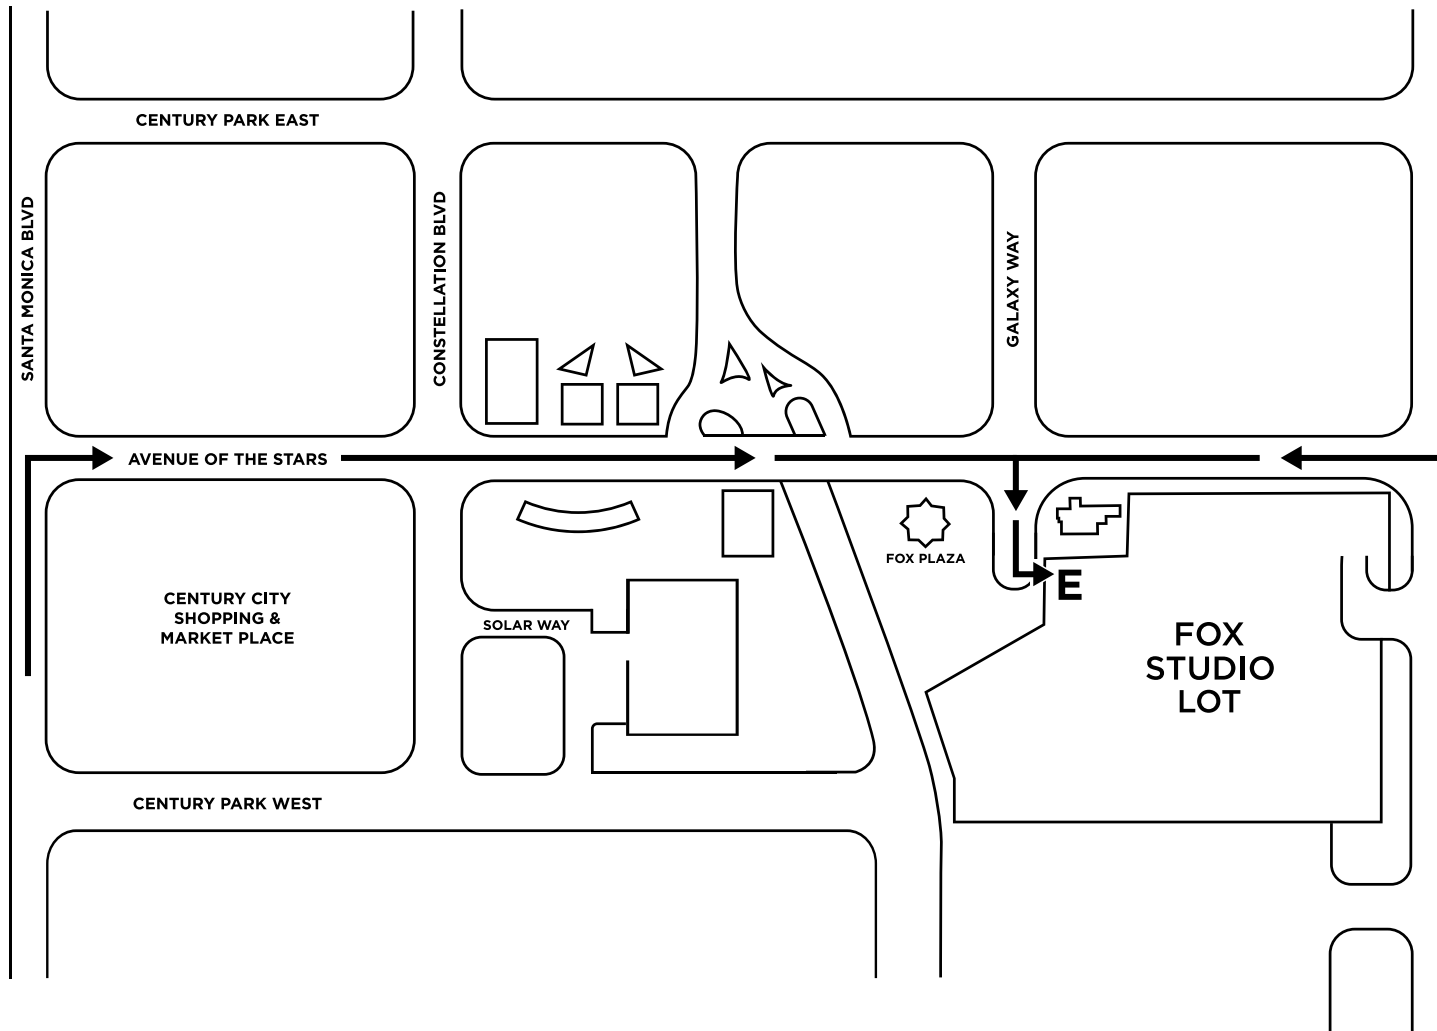 CENTURY PARK EAST
SANTA MONICA BLVD
CONSTELLATION BLVD
GALAXY WAY
AVENUE OF THE STARS
FOX PLAZA
E
CENTURY CITY
SHOPPING &
MARKET PLACE
SOLAR WAY
FOX
STUDIO
LOT
CENTURY PARK WEST